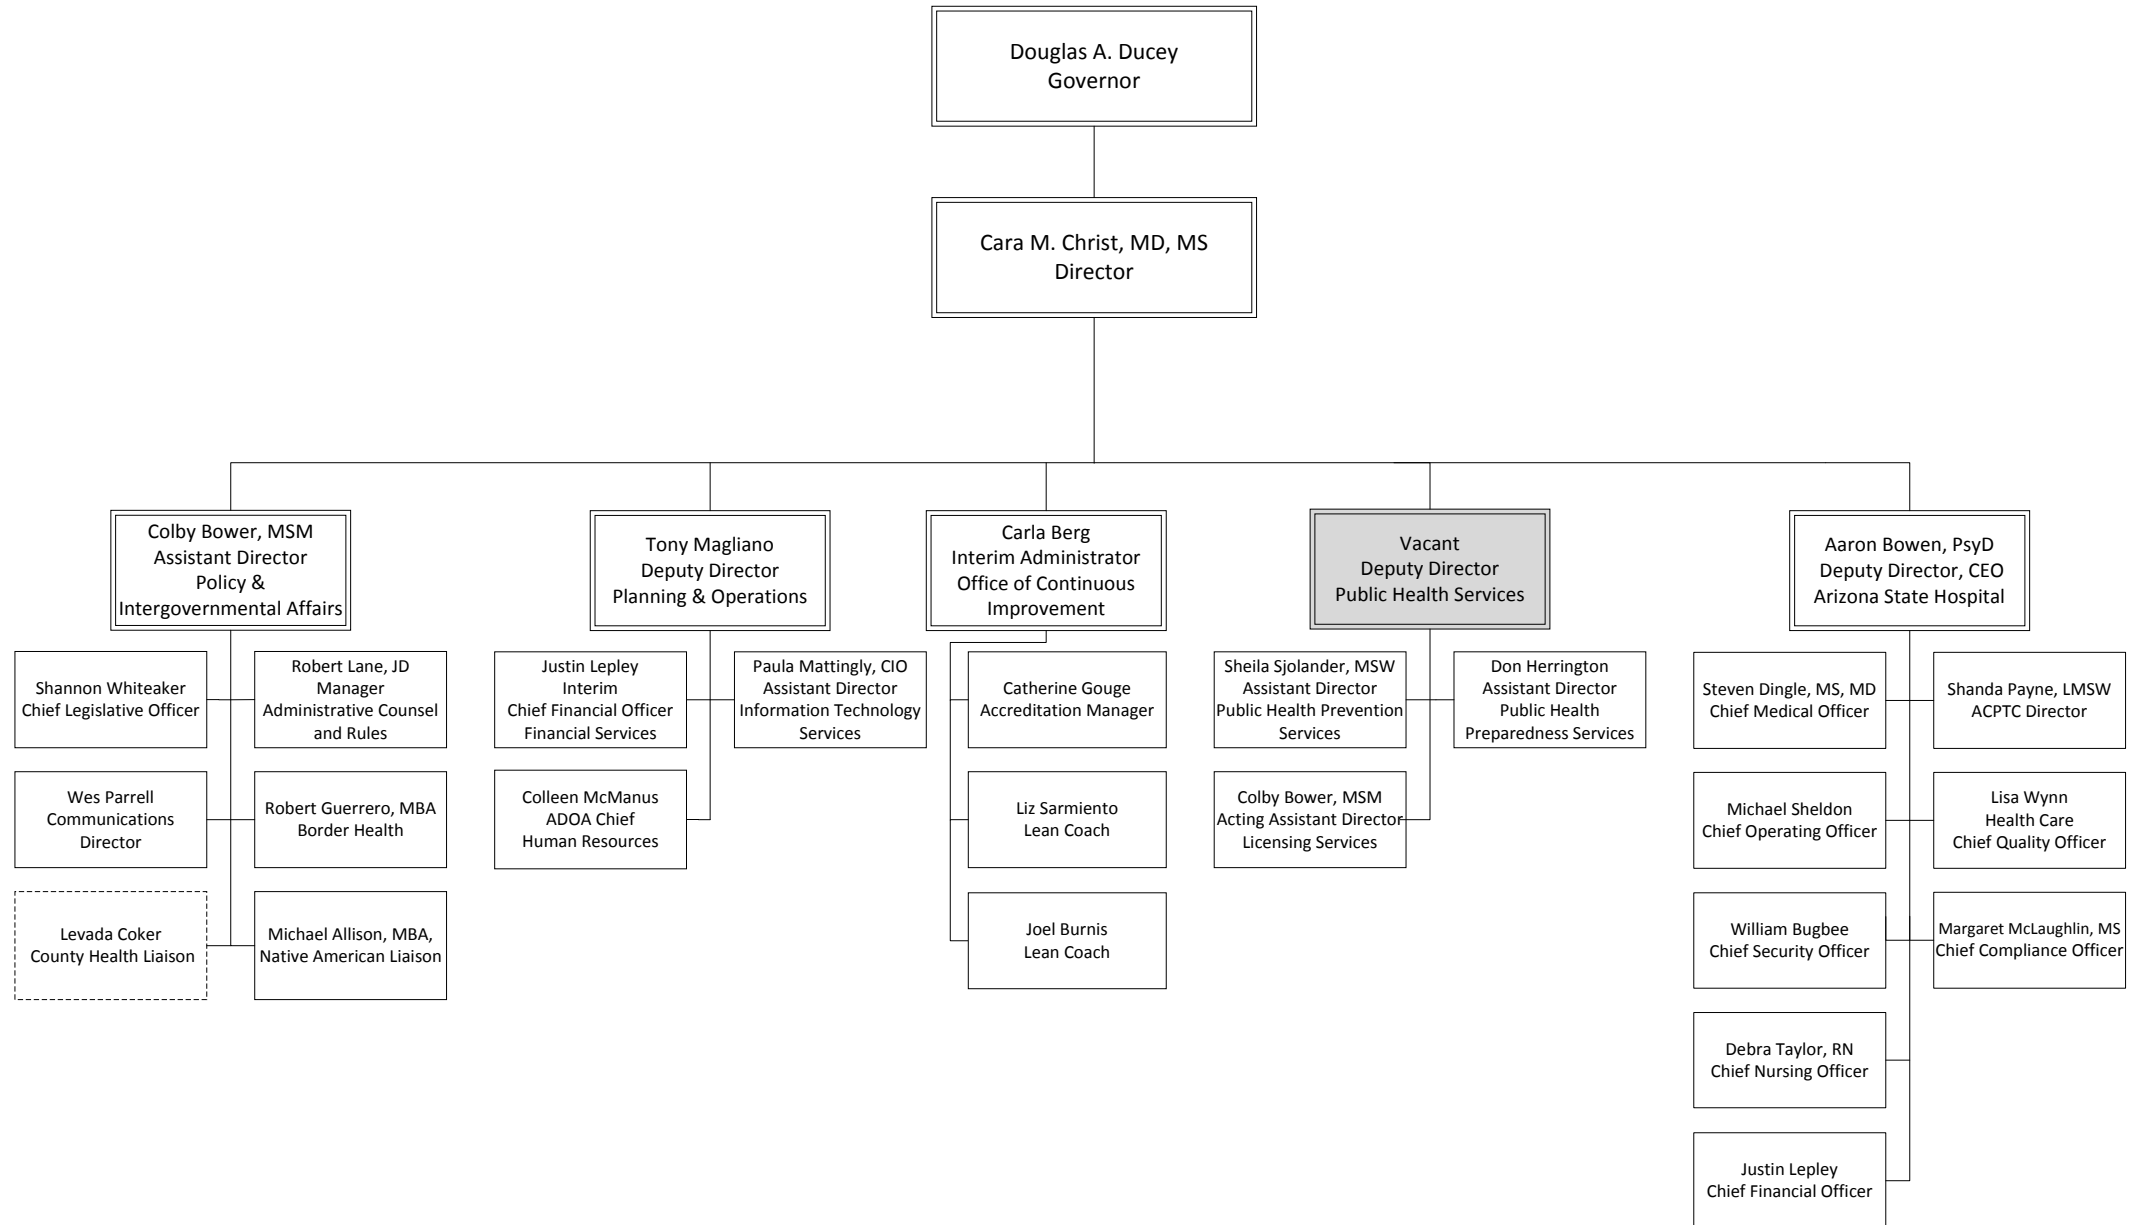 Douglas A. Ducey
Governor
Cara M. Christ, MD, MS
Director
Colby Bower, MSM
Assistant Director
Policy &
Intergovernmental Affairs
Shannon Whiteaker
Chief Legislative Officer
Robert Lane, JD
Manager
Administrative Counsel
and Rules
Wes Parrell
Communications
Director
Robert Guerrero, MBA
Border Health
Levada Coker
County Health Liaison
Michael Allison, MBA,
Native American Liaison
Tony Magliano
Deputy Director
Planning & Operations
Justin Lepley
Interim
Chief Financial Officer
Financial Services
Paula Mattingly, CIO
Assistant Director
Information Technology
Services
Colleen McManus
ADOA Chief
Human Resources
Carla Berg
Interim Administrator
Office of Continuous
Improvement
Catherine Gouge
Accreditation Manager
Liz Sarmiento
Lean Coach
Joel Burnis
Lean Coach
Vacant
Deputy Director
Public Health Services
Sheila Sjolander, MSW
Assistant Director
Public Health Prevention
Services
Don Herrington
Assistant Director
Public Health
Preparedness Services
Colby Bower, MSM
Acting Assistant Director
Licensing Services
Aaron Bowen, PsyD
Deputy Director, CEO
Arizona State Hospital
Steven Dingle, MS, MD
Chief Medical Officer
Shanda Payne, LMSW
ACPTC Director
Michael Sheldon
Chief Operating Officer
Lisa Wynn
Health Care
Chief Quality Officer
William Bugbee
Chief Security Officer
Margaret McLaughlin, MS
Chief Compliance Officer
Debra Taylor, RN
Chief Nursing Officer
Justin Lepley
Chief Financial Officer